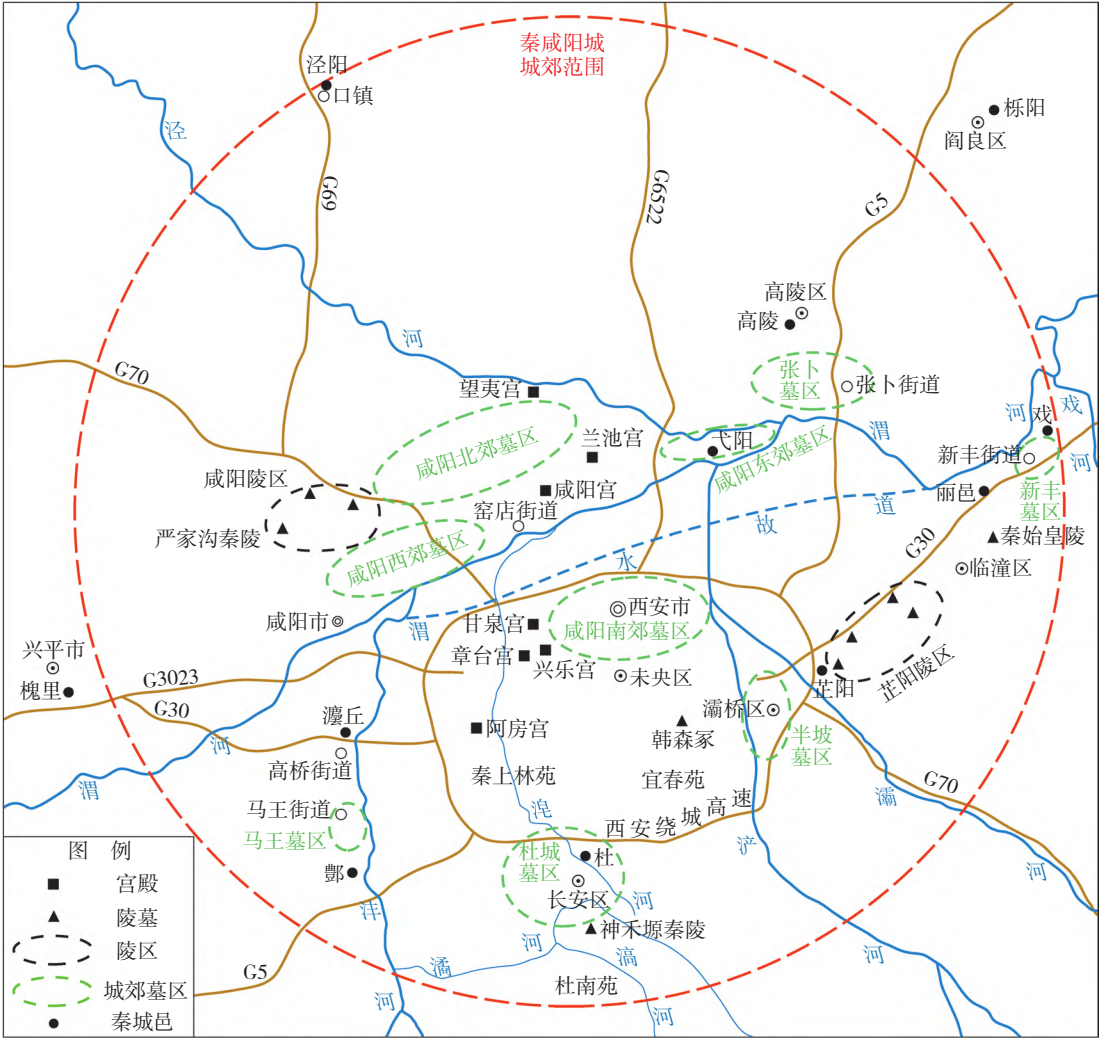 秦咸阳城
城郊范围
泾阳
口镇
栎阳
阎良区
泾
G69
G6522
G5
高陵区
高陵
河
G70
望夷宫
张卜
墓区
张卜街道
戏
河
戏
河
兰池宫
咸阳北郊墓区
弋阳
渭
咸阳东郊墓区
新丰街道
咸阳陵区
咸阳宫
丽邑
新丰
墓区
窑店街道
道
故
严家沟秦陵
秦始皇陵
咸阳西郊墓区
G30
水
临潼区
西安市
咸阳市
渭
甘泉宫
咸阳南郊墓区
兴平市
章台宫
兴乐宫
未央区
芷阳
芷阳陵区
槐里
G3023
G30
灞桥区
半坡
墓区
沣丘
阿房宫
韩森冢
河
高桥街道
秦上林苑
宜春苑
G70
渭
灞
马王街道
马王墓区
西安绕城高速
皂
浐
杜城
墓区
杜
河
图 例
酆
长安区
河
宫殿
沣
陵墓
神禾塬秦陵
陵区
河
滈
河
G5
潏
城郊墓区
杜南苑
河
河
秦城邑